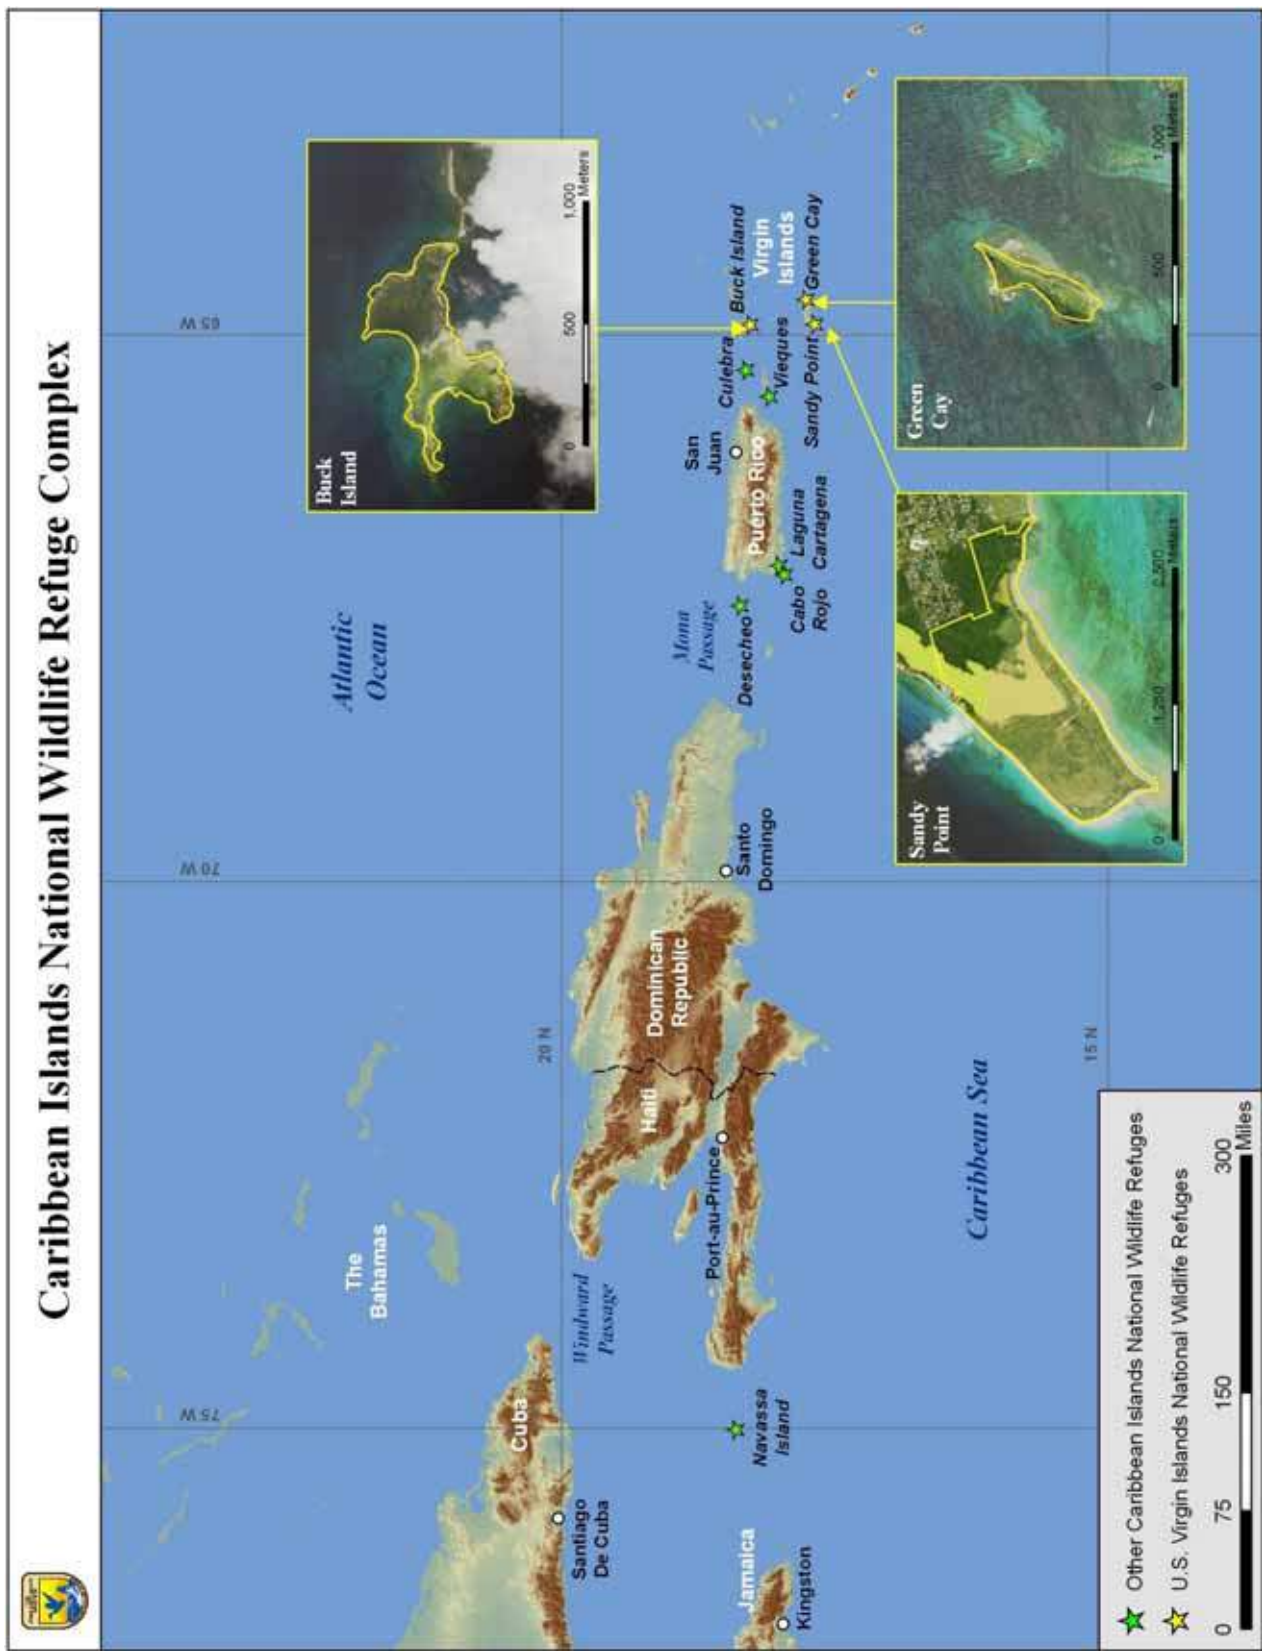 Caribbean Islands National Wildlife Refuge Complex
75 W
70 W
65 W
20 N
15 N
The
Bahamas
Atlantic
Ocean
Buck
Island
0
500
1,000
Meters
Cuba
Santiago
De Cuba
Windward
Passage
Jamaica
Kingston
Navassa
Island
Haiti
Port-au-Prince
Dominican
Republic
Santo
Domingo
Mona
Passage
Desecheo
San
Juan
Puerto Rico
Cabo
Rojo
Laguna
Cartagena
Culebra
Vieques
Buck Island
Virgin
Islands
Sandy Point
Green Cay
Caribbean Sea
Sandy
Point
0
1,250
2,500
Meters
Green
Cay
0
500
1,000
Meters
Other Caribbean Islands National Wildlife Refuges
U.S. Virgin Islands National Wildlife Refuges
0
75
150
300
Miles